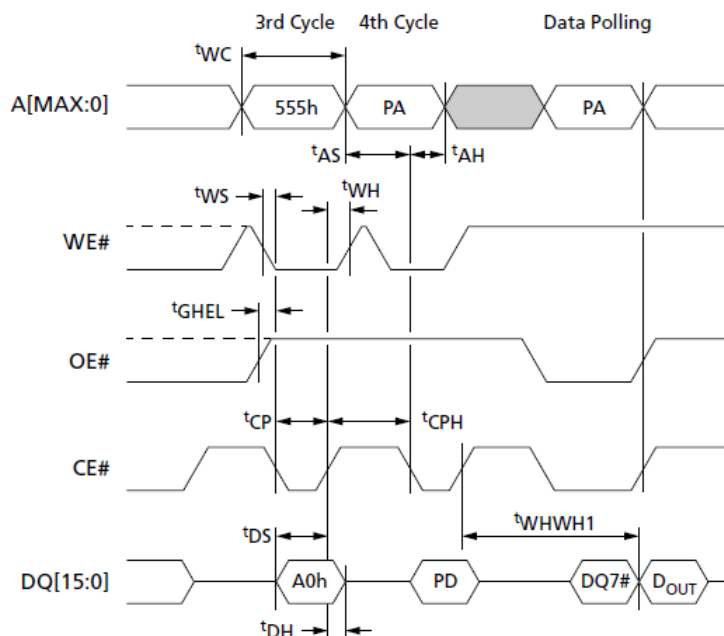 3rd Cycle 4th Cycle Data Polling
tWC
A[MAX:0] 555h PA PA
tAS tAH
tWS tWH
WE#
tGHEL
OE#
tCP tCPH
CE#
tDS tWHWH1
DQ[15:0] A0h PD DQ7# DOUT
tDH